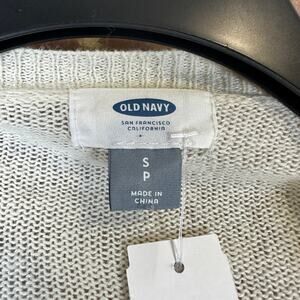 OLD NAVY
SAN FRANCISCO
CALIFORNIA
S
P
MADE IN
CHINA